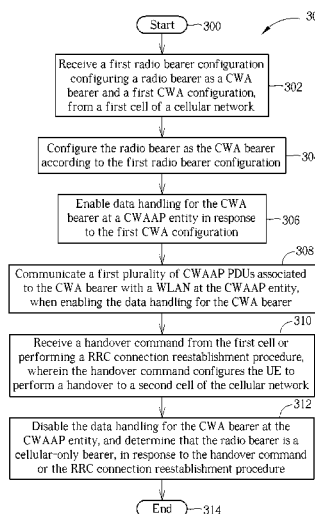 30
Start
300
Receive a first radio bearer configuration
configuring a radio bearer as a CWA
bearer and a first CWA configuration,
from a first cell of a cellular network
302
Configure the radio bearer as the CWA bearer
according to the first radio bearer configuration
304
Enable data handling for the CWA
bearer at a CWAAP entity in response
to the first CWA configuration
306
308
Communicate a first plurality of CWAAP PDUs associated
to the CWA bearer with a WLAN at the CWAAP entity,
when enabling the data handling for the CWA bearer
310
Receive a handover command from the first cell or
performing a RRC connection reestablishment procedure,
wherein the handover command configures the UE to
perform a handover to a second cell of the cellular network
312
Disable the data handling for the CWA bearer at the
CWAAP entity, and determine that the radio bearer is a
cellular-only bearer, in response to the handover command
or the RRC connection reestablishment procedure
End
314